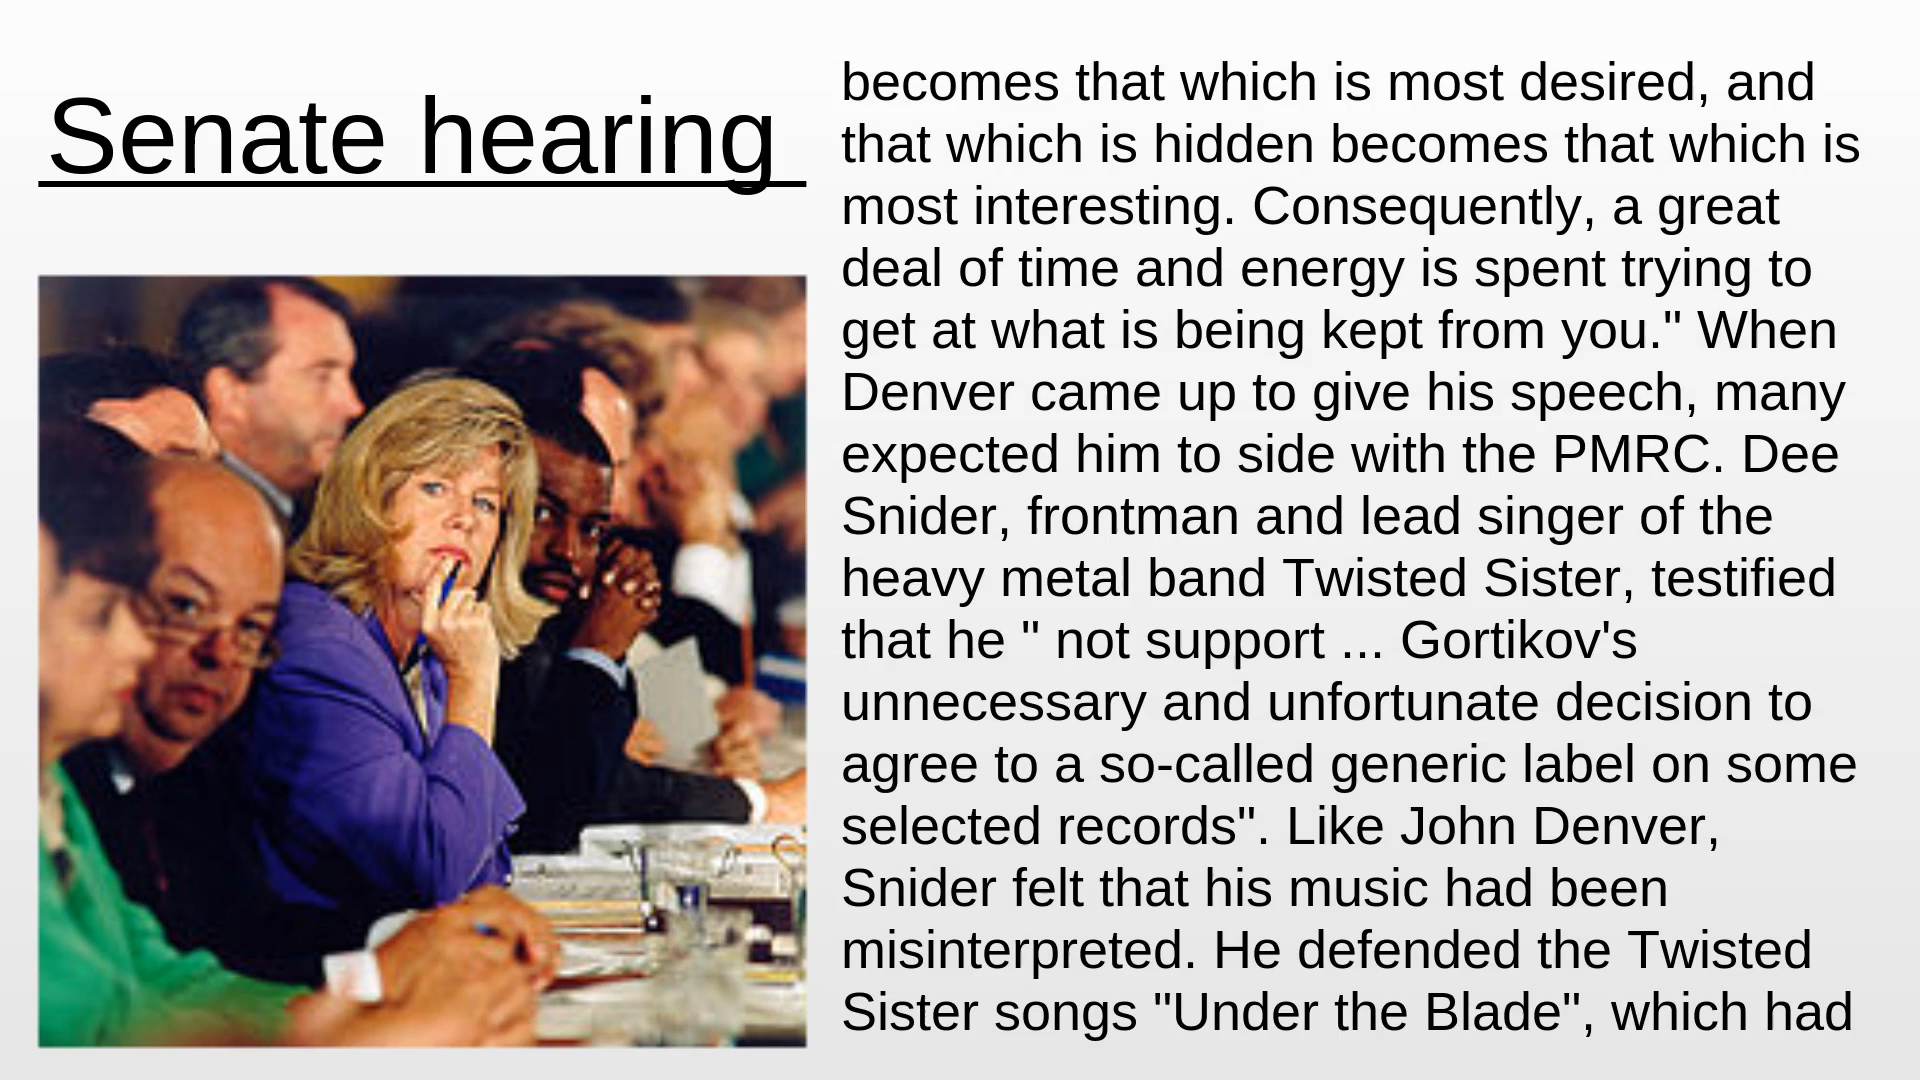 Senate hearing
becomes that which is most desired, and
that which is hidden becomes that which is
most interesting. Consequently, a great
deal of time and energy is spent trying to
get at what is being kept from you." When
Denver came up to give his speech, many
expected him to side with the PMRC. Dee
Snider, frontman and lead singer of the
heavy metal band Twisted Sister, testified
that he " not support ... Gortikov's
unnecessary and unfortunate decision to
agree to a so-called generic label on some
selected records". Like John Denver,
Snider felt that his music had been
misinterpreted. He defended the Twisted
Sister songs "Under the Blade", which had